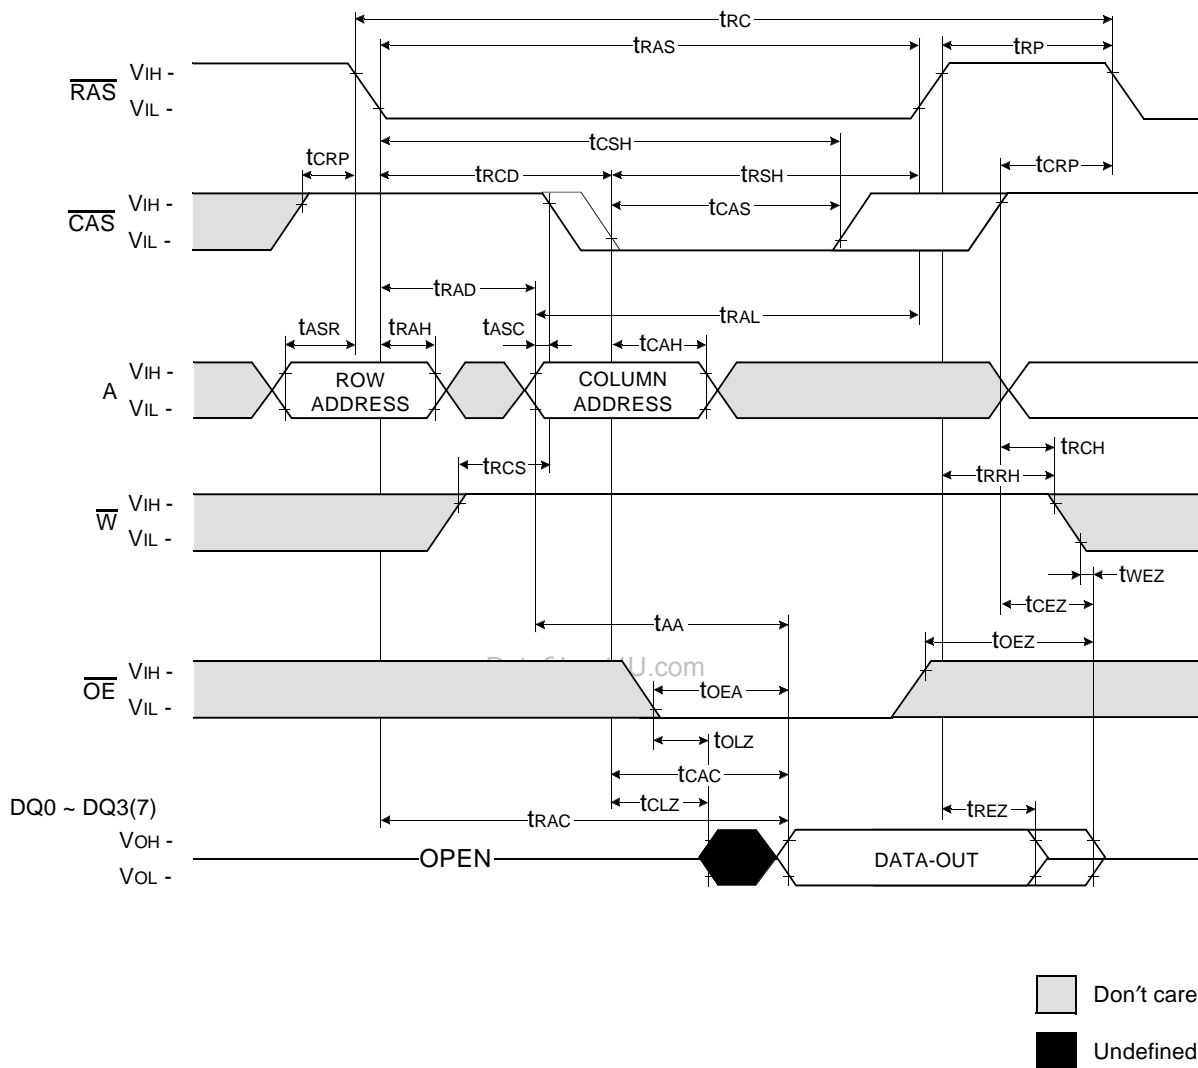 tRC
tRAS
tRP
RAS
VIH -
VIL -
tCSH
tCRP
tRCD
tRSH
tCRP
CAS
VIH -
VIL -
tCAS
tRAD
tRAL
tASR
tRAH
tASC
tCAH
A
VIH -
VIL -
ROW
ADDRESS
COLUMN
ADDRESS
tRCH
tRCS
tRRH
W
VIH -
VIL -
tWEZ
tCEZ
tAA
tOEZ
U.com
OE
VIH -
VIL -
tOEA
tOLZ
tCAC
tCLZ
tREZ
DQ0 ~ DQ3(7)
tRAC
VOH -
VOL -
OPEN
DATA-OUT
Don′t care
Undefined